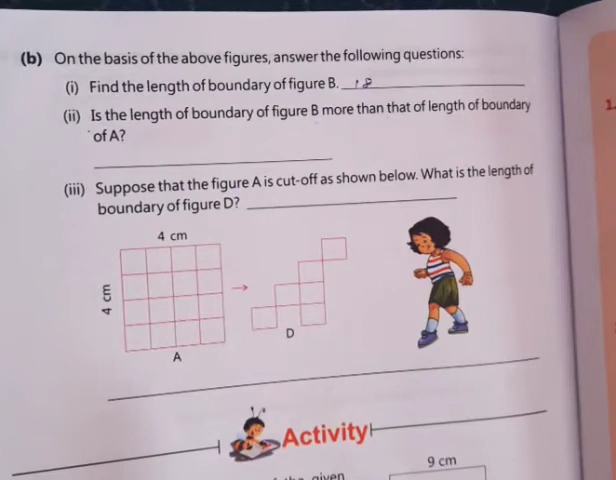 (b) On the basis of the above figures, answer the following questions:
(i) Find the length of boundary of figure B. 18
(ii) Is the length of boundary of figure B more than that of length of boundary
of A?
(iii) Suppose that the figure A is cut-off as shown below. What is the length of
boundary of figure D?
4 cm
4 cm
A
D
Activity
9 cm
given
1.